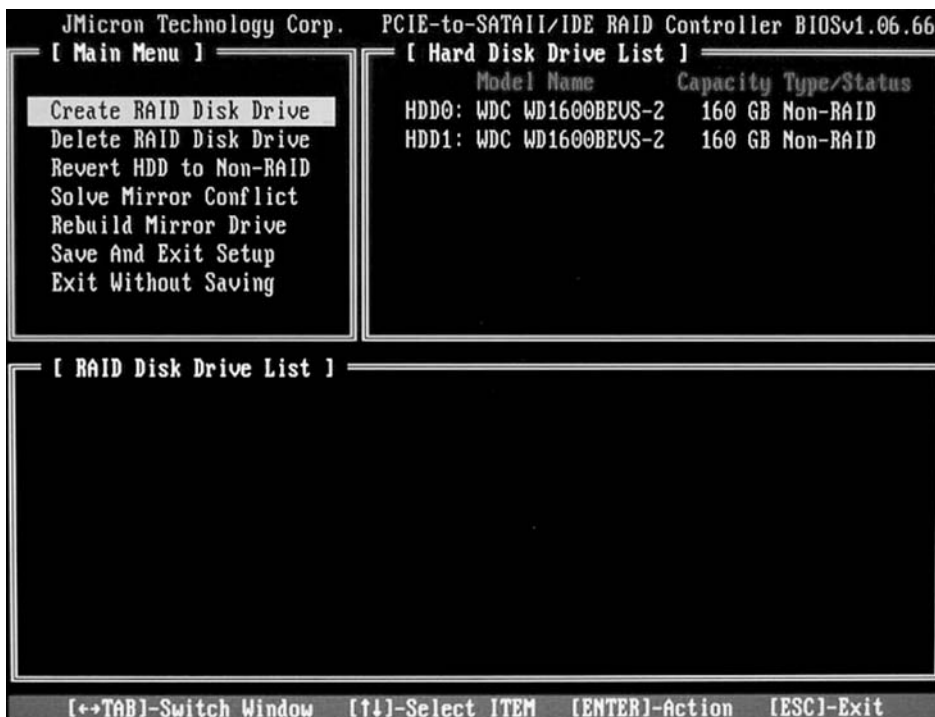 JMicron Technology Corp. PCIE-to-SATAII/IDE RAID Controller BIOSv1.06.66
[ Main Menu ]
Create RAID Disk Drive
Delete RAID Disk Drive
Revert HDD to Non-RAID
Solve Mirror Conflict
Rebuild Mirror Drive
Save And Exit Setup
Exit Without Saving
[ Hard Disk Drive List ]
Model Name Capacity Type/Status
HDD0: WDC WD1600BEVS-2 160 GB Non-RAID
HDD1: WDC WD1600BEVS-2 160 GB Non-RAID
[ RAID Disk Drive List ]
[←→TAB]-Switch Window [↑↓]-Select ITEM [ENTER]-Action [ESC]-Exit